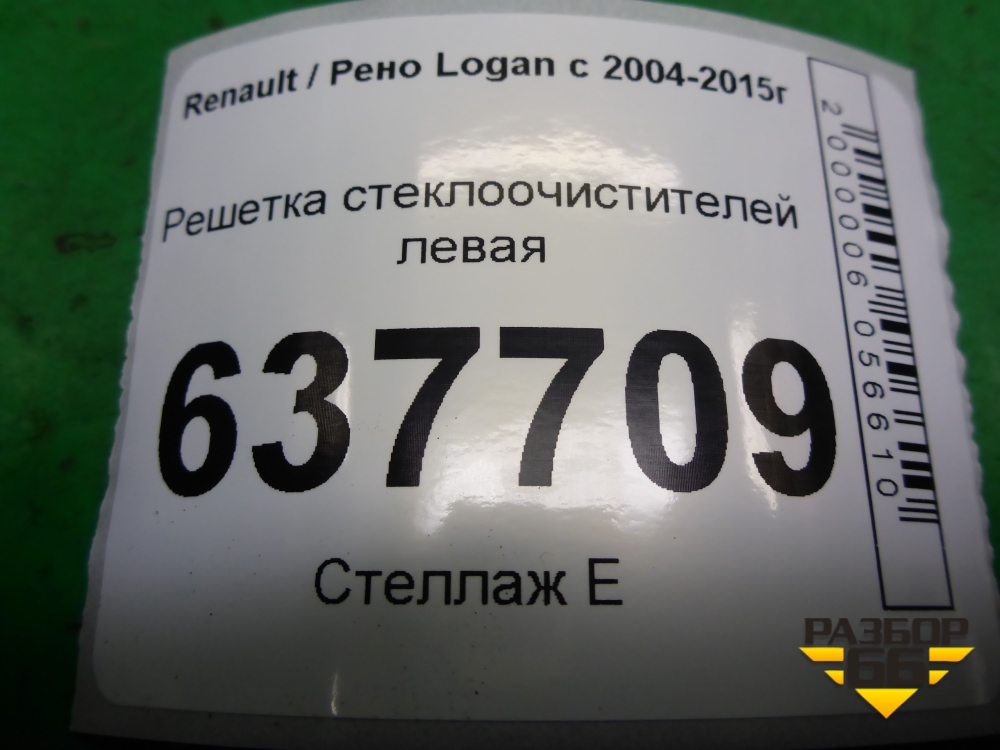 Renault / Рено Logan с 2004-2015г
Решетка стеклоочистителей
левая
637709
Стеллаж Е
2000006056610
РАЗБОР
66